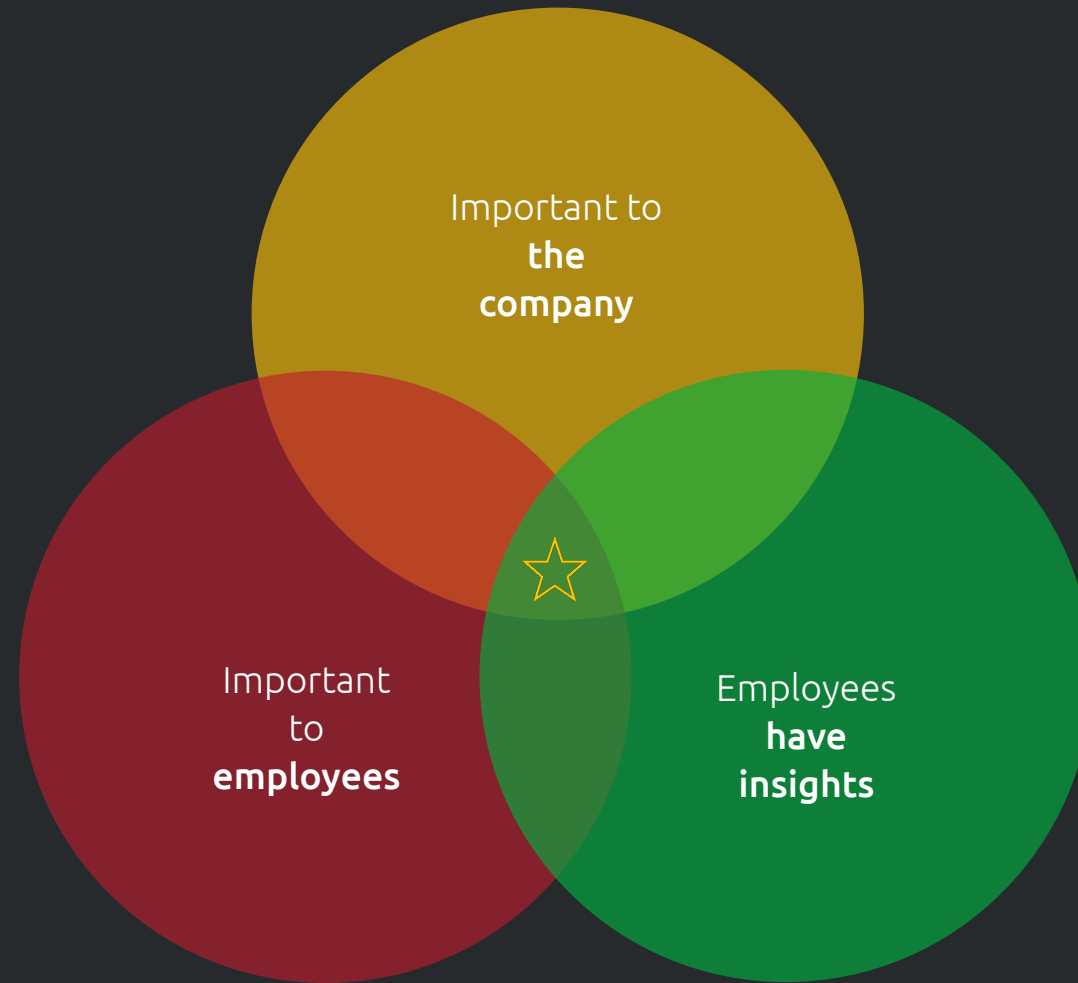 Important to
the
company
Important
to
employees
Employees
have
insights